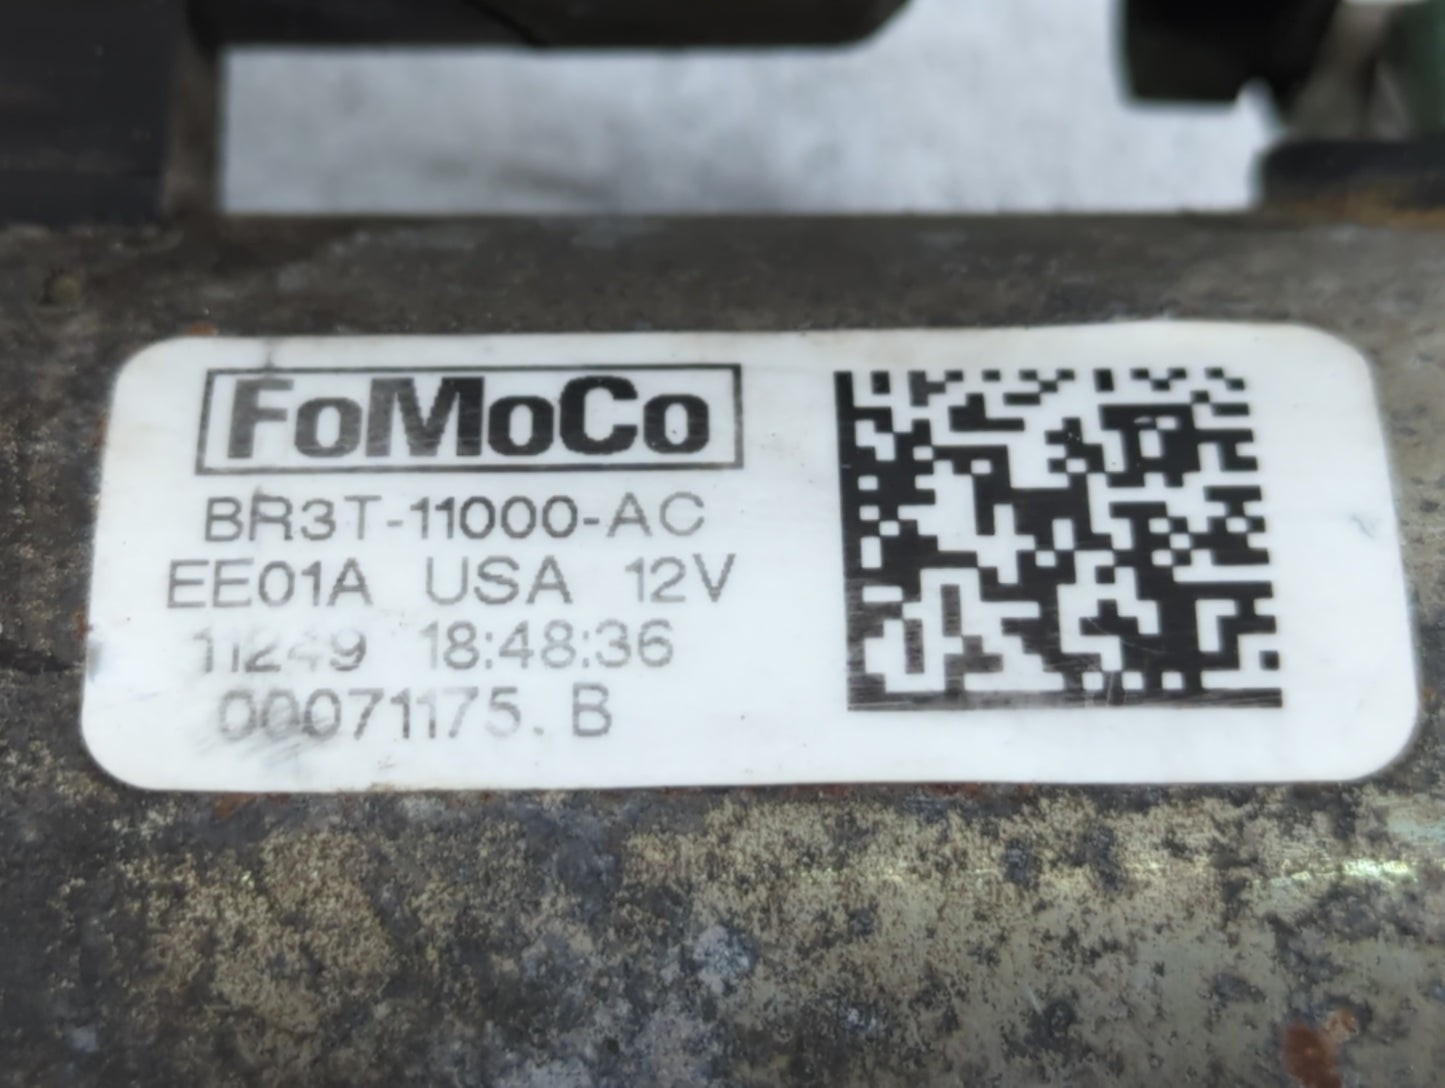 FoMoCo
BR3T-11000-AC
EE01A USA 12V
11249 18:48:36
00071175.B